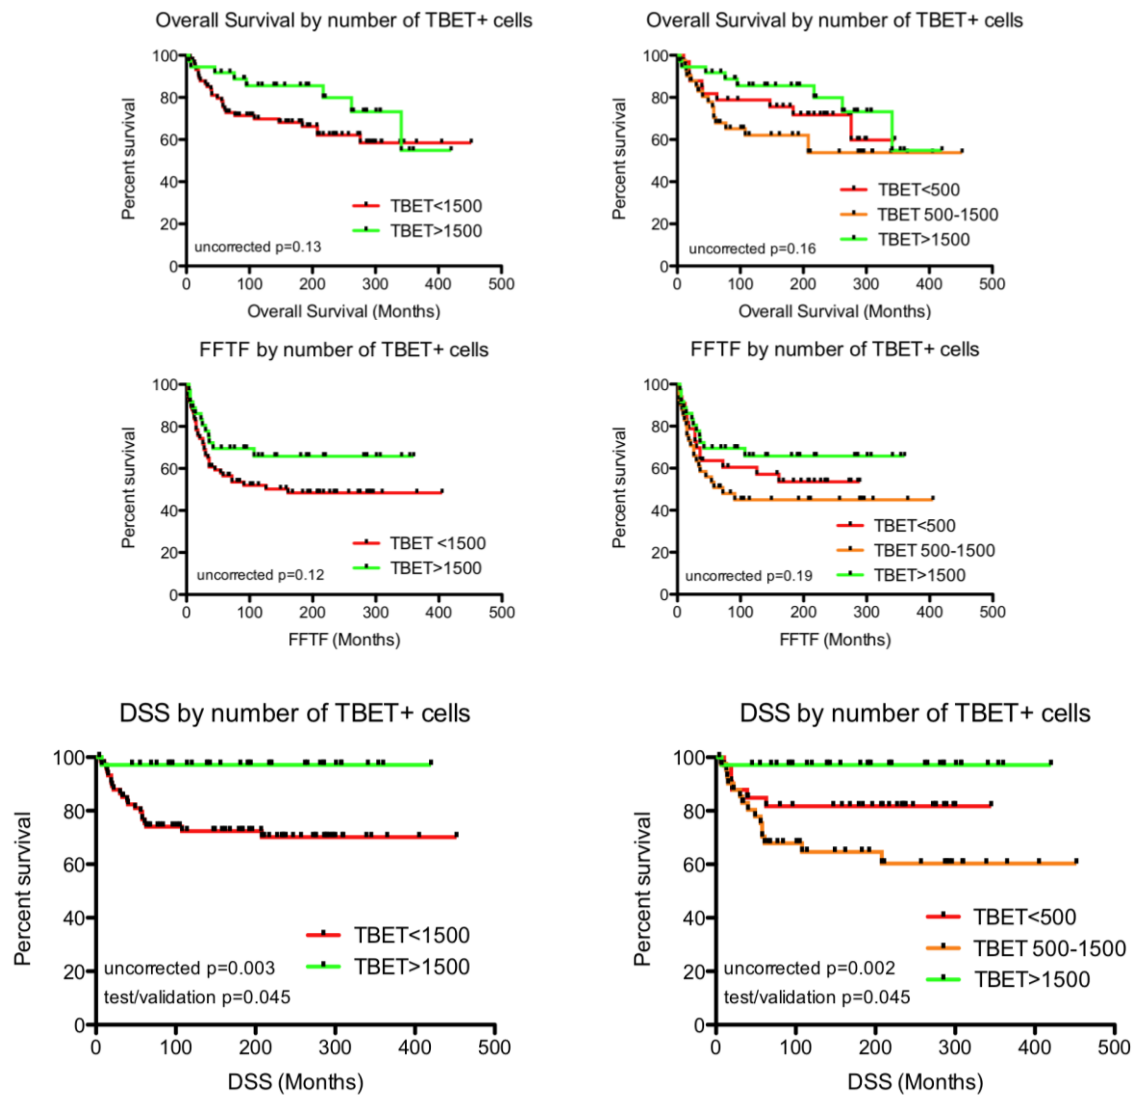 Overall Survival by number of TBET+ cells
Percent survival
100
80
60
40
20
0
TBET<1500
TBET>1500
uncorrected p=0.13
0 100 200 300 400 500
Overall Survival (Months)
Overall Survival by number of TBET+ cells
Percent survival
100
80
60
40
20
0
TBET<500
TBET 500-1500
TBET>1500
uncorrected p=0.16
0 100 200 300 400 500
Overall Survival (Months)
FFTF by number of TBET+ cells
Percent survival
100
80
60
40
20
0
TBET <1500
TBET>1500
uncorrected p=0.12
0 100 200 300 400 500
FFTF (Months)
FFTF by number of TBET+ cells
Percent survival
100
80
60
40
20
0
TBET<500
TBET 500-1500
TBET>1500
uncorrected p=0.19
0 100 200 300 400 500
FFTF (Months)
DSS by number of TBET+ cells
Percent survival
100
80
60
40
20
0
TBET<1500
TBET>1500
uncorrected p=0.003
test/validation p=0.045
0 100 200 300 400 500
DSS (Months)
DSS by number of TBET+ cells
Percent survival
100
80
60
40
20
0
TBET<500
TBET 500-1500
TBET>1500
uncorrected p=0.002
test/validation p=0.045
0 100 200 300 400 500
DSS (Months)